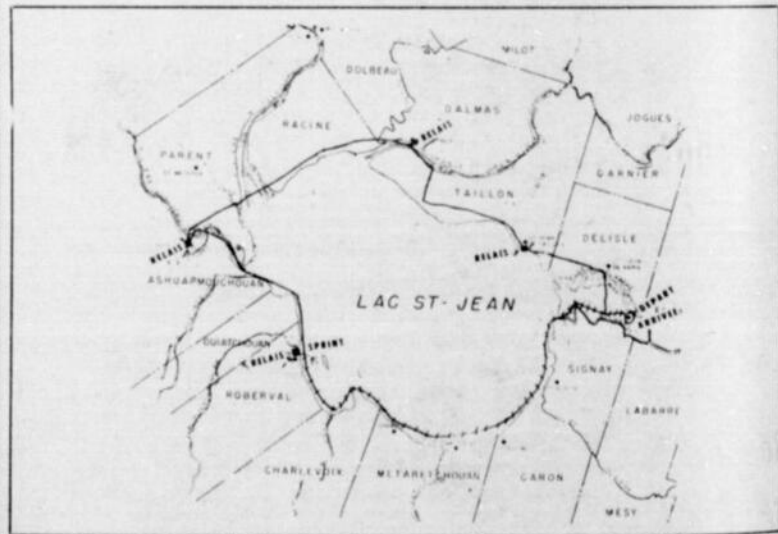 MILOT
DOLBEAU
DALMAS
JOGUES
RACINE
RELAIS
PARENT
GARNIER
TAILLON
DELISLE
RELAIS
RELAIS
ASHUAPMOUCHOUAN
LAC ST-JEAN
DEPART
ARRIVEE
OUIATCHOUAN
SPRINT
RELAIS
SIGNAY
ROBERVAL
LABARRE
CHARLEVOIX
METABETCHOUAN
CARON
MESY